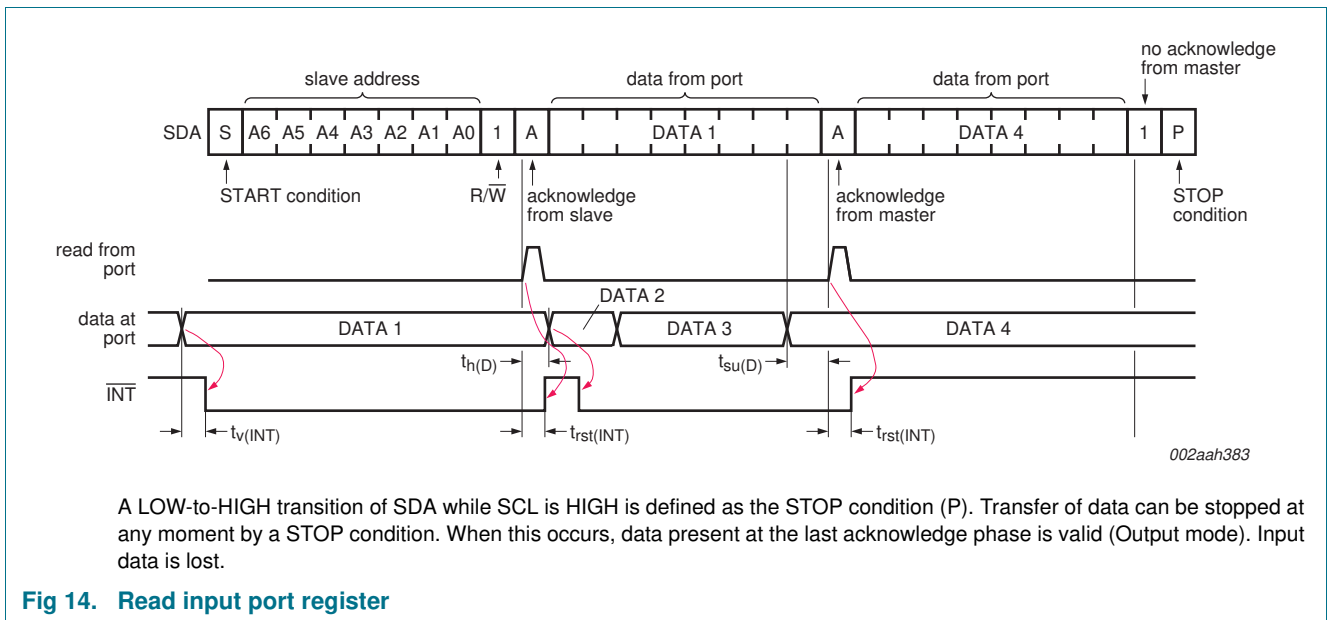 no acknowledge
from master
slave address
data from port
data from port
SDA S A6 A5 A4 A3 A2 A1 A0 1 A DATA 1 A DATA 4 1 P
START condition
R/W̅
acknowledge
from slave
acknowledge
from master
STOP
condition
read from
port
DATA 2
data at
port
DATA 1
DATA 3
DATA 4
th(D)
tsu(D)
I̅N̅T̅
tv(INT)
trst(INT)
trst(INT)
002aah383
A LOW-to-HIGH transition of SDA while SCL is HIGH is defined as the STOP condition (P). Transfer of data can be stopped at
any moment by a STOP condition. When this occurs, data present at the last acknowledge phase is valid (Output mode). Input
data is lost.
Fig 14. Read input port register